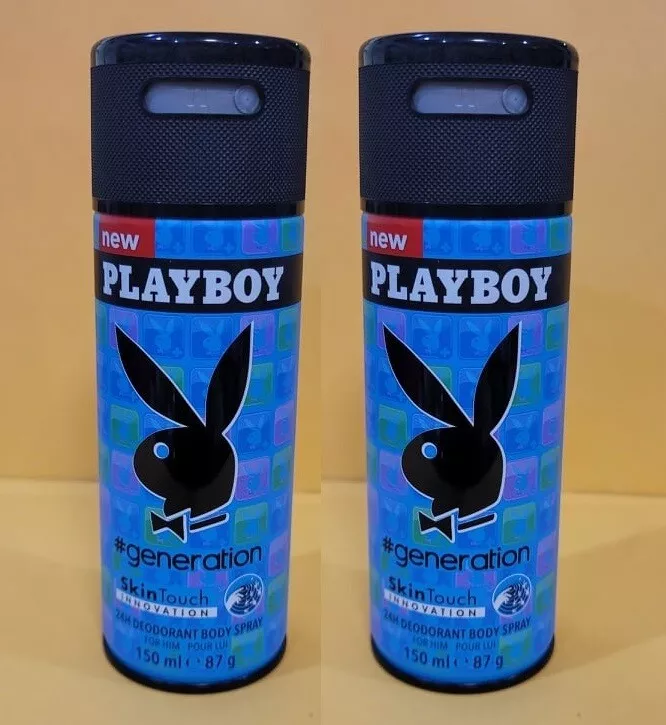 new
PLAYBOY
#generation
SkinTouch
INNOVATION
24H DEODORANT BODY SPRAY
FOR HIM POUR LUI
150 ml 87 g
new
PLAYBOY
#generation
SkinTouch
INNOVATION
24H DEODORANT BODY SPRAY
FOR HIM POUR LUI
150 ml 87 g